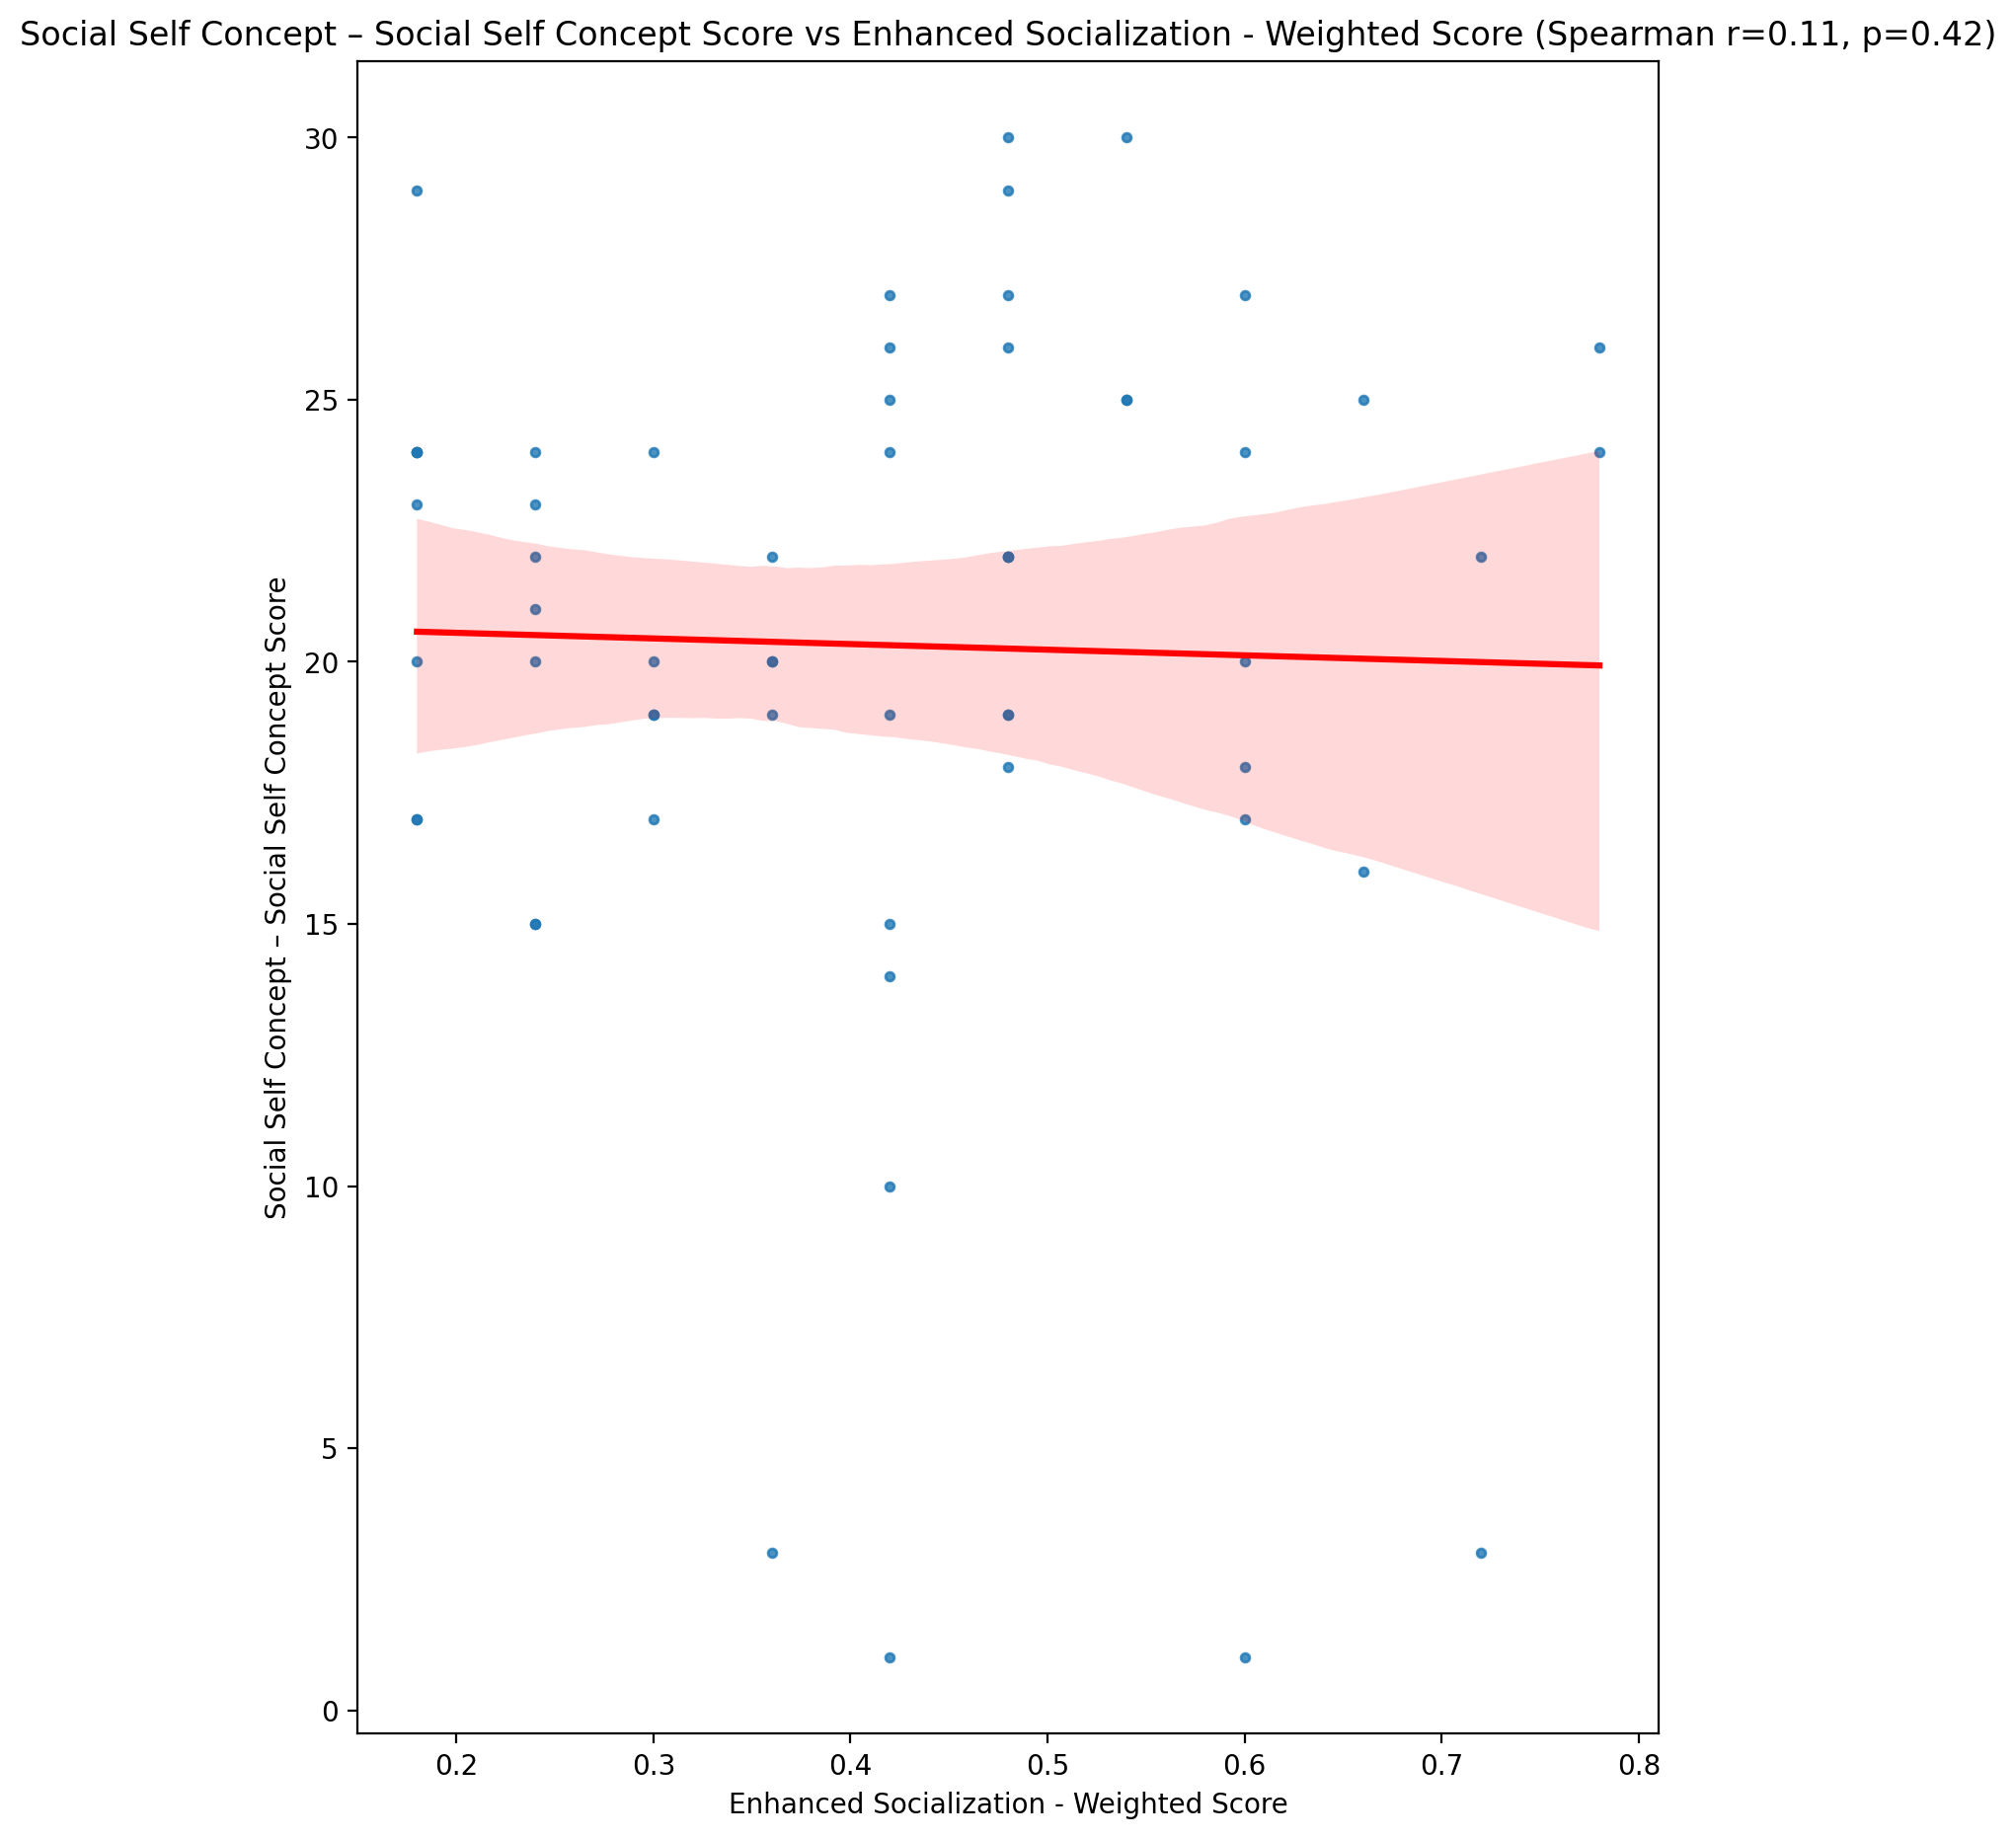 Social Self Concept – Social Self Concept Score vs Enhanced Socialization - Weighted Score (Spearman r=0.11, p=0.42)
Social Self Concept – Social Self Concept Score
30
25
20
15
10
5
0
0.2 0.3 0.4 0.5 0.6 0.7 0.8
Enhanced Socialization - Weighted Score